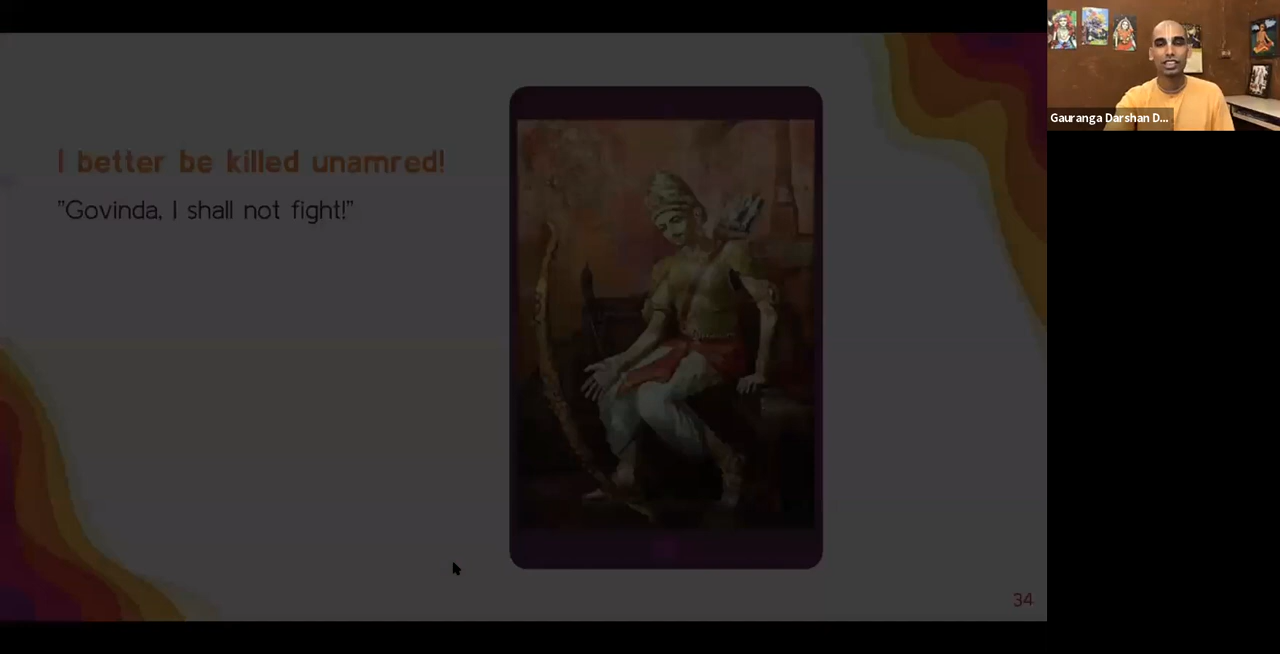 I better be killed unamred!
"Govinda, I shall not fight!"
34
Gauranga Darshan D...